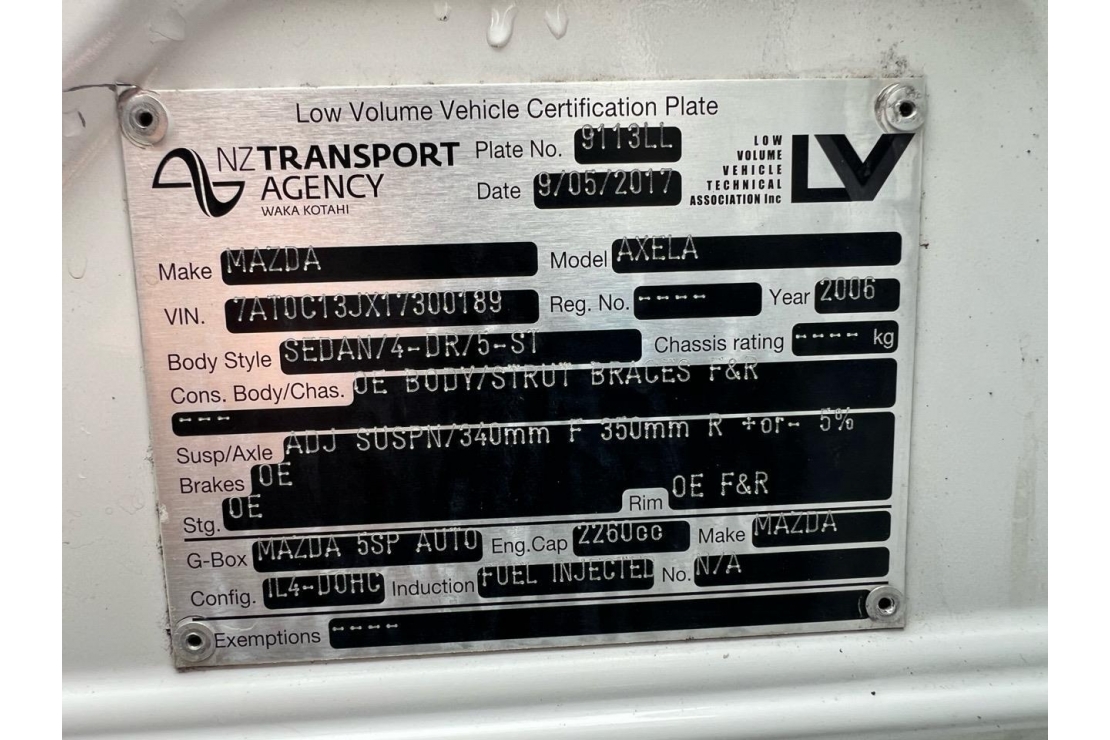 Low Volume Vehicle Certification Plate
NZ TRANSPORT AGENCY
WAKA KOTAHI
Plate No. 9113LL
Date 9/05/2017
LOW VOLUME VEHICLE TECHNICAL ASSOCIATION Inc
LV
Make MAZDA Model AXELA
VIN. 7AT0C13JX17300189 Reg. No. ---- Year 2006
Body Style SEDAN/4-DR/5-ST Chassis rating ---- kg
Cons. Body/Chas. OE BODY/STRUT BRACES F&R
---
Susp/Axle ADJ SUSPN/340mm F 350mm R +or- 5%
Brakes OE
Stg. OE Rim OE F&R
G-Box MAZDA 5SP AUTO Eng.Cap 2260cc Make MAZDA
Config. IL4-DOHC Induction FUEL INJECTED No. N/A
Exemptions ----